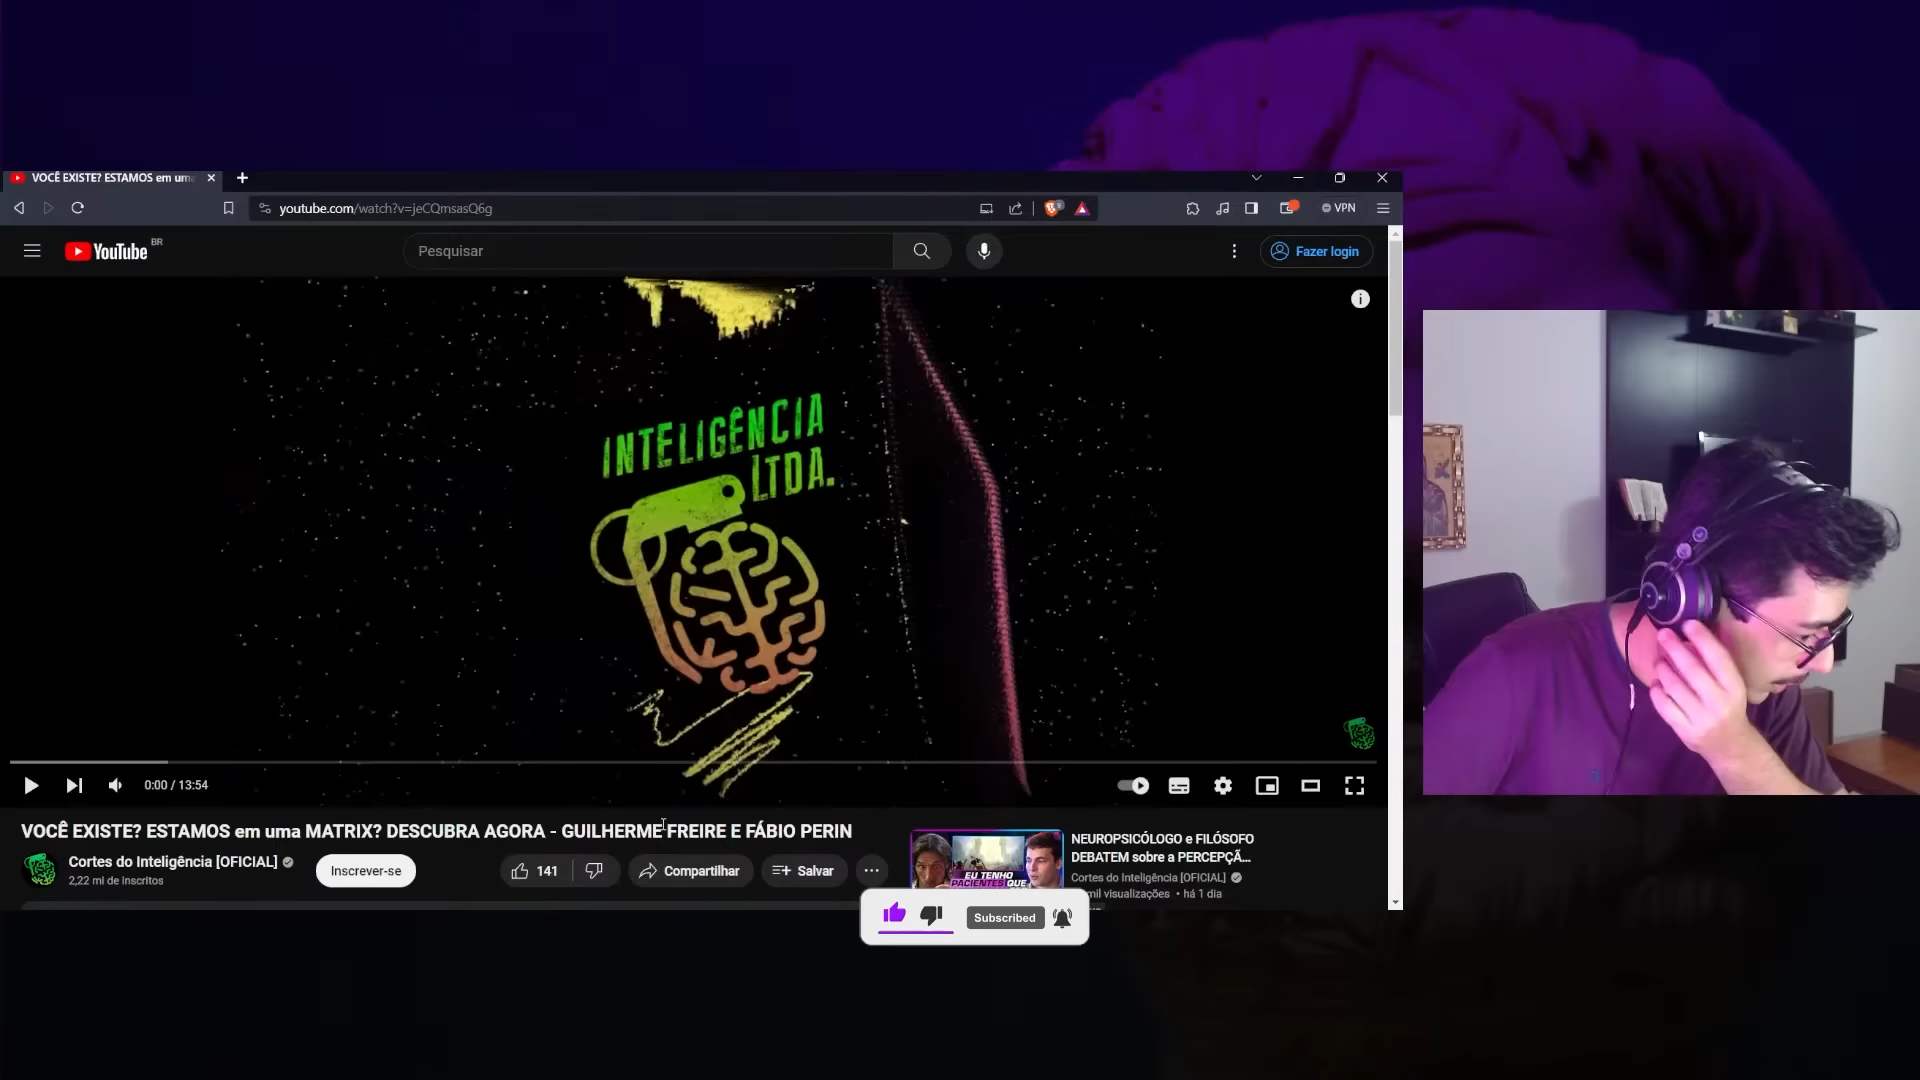 VOCÊ EXISTE? ESTAMOS em um
youtube.com/watch?v=jeCQmsasQ6g
VPN
YouTube BR
Pesquisar
Fazer login
INTELIGÊNCIA
LTDA.
0:00 / 13:54
VOCÊ EXISTE? ESTAMOS em uma MATRIX? DESCUBRA AGORA - GUILHERME FREIRE E FÁBIO PERIN
Cortes do Inteligência [OFICIAL]
2,22 mi de inscritos
Inscrever-se
141
Compartilhar
Salvar
EU TENHO
PACIENTES QUE
NEUROPSICÓLOGO e FILÓSOFO
DEBATEM sobre a PERCEPÇÃ...
Cortes do Inteligência [OFICIAL]
mil visualizações • há 1 dia
Subscribed